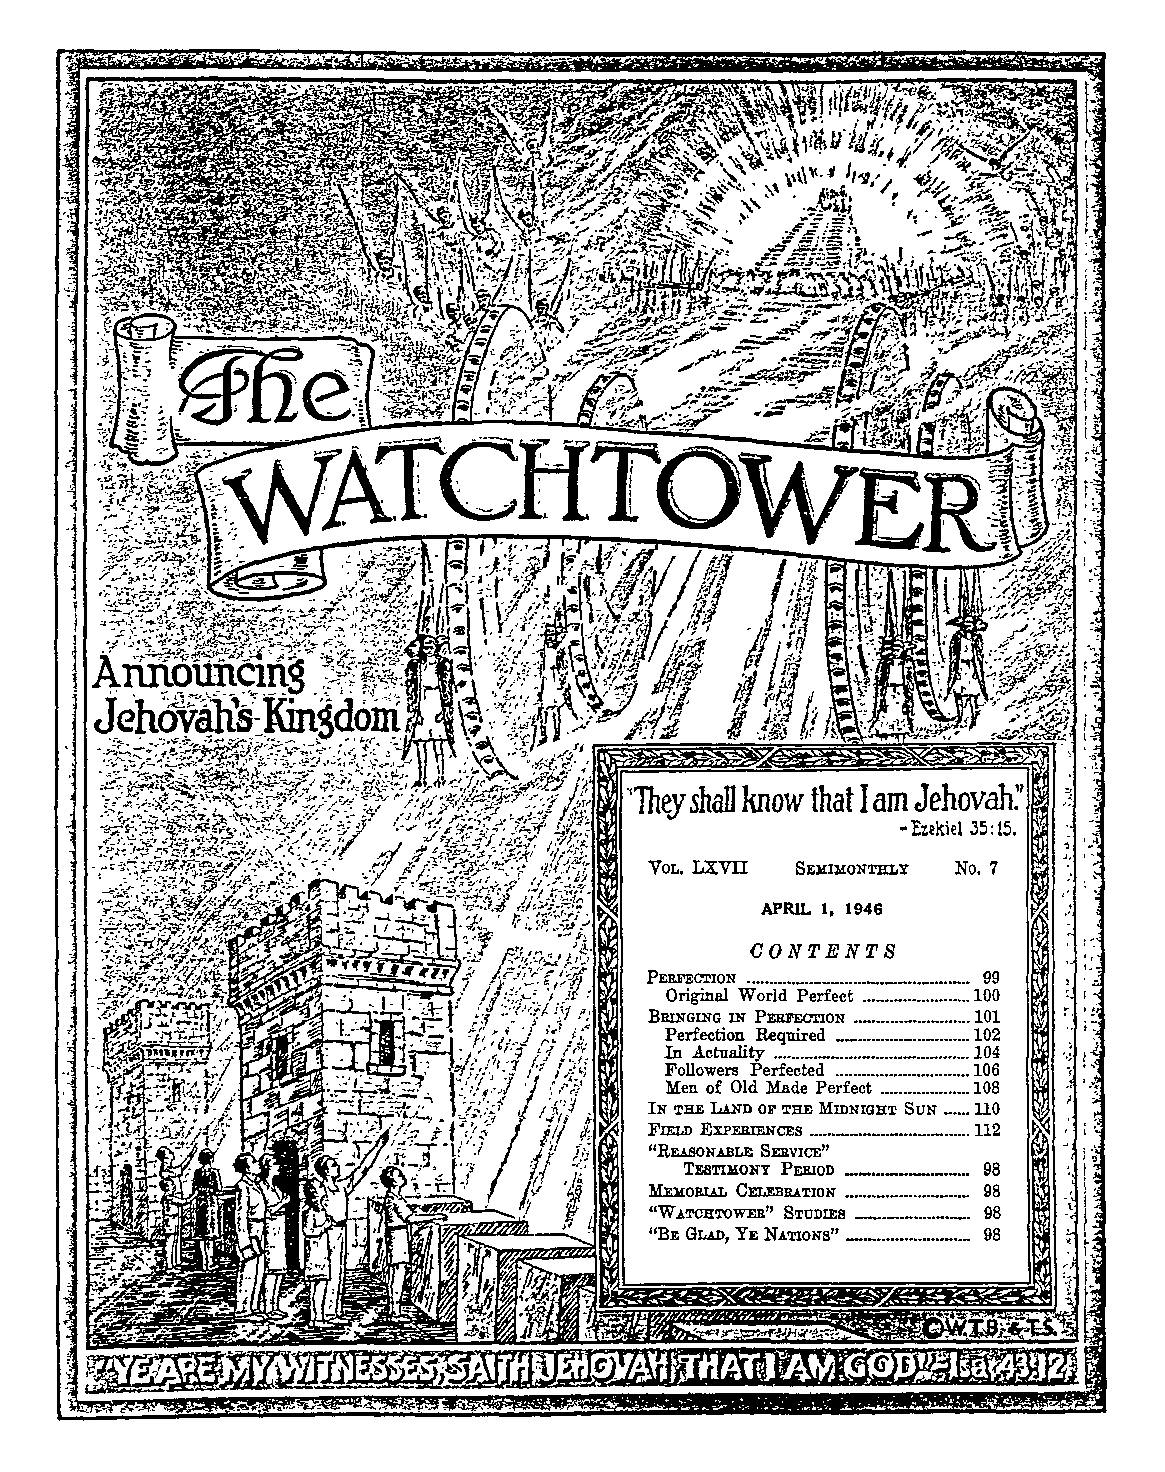 The
WATCHTOWER
Announcing
Jehovah's Kingdom
"They shall know that I am Jehovah."
- Ezekiel 35:15.
VOL. LXVII SEMIMONTHLY No. 7
APRIL 1, 1946
CONTENTS
PERFECTION ........ 99
Original World Perfect ........ 100
BRINGING IN PERFECTION ........ 101
Perfection Required ........ 102
In Actuality ........ 104
Followers Perfected ........ 106
Men of Old Made Perfect ........ 108
IN THE LAND OF THE MIDNIGHT SUN ...... 110
FIELD EXPERIENCES ........ 112
"REASONABLE SERVICE"
TESTIMONY PERIOD ........ 98
MEMORIAL CELEBRATION ........ 98
"WATCHTOWER" STUDIES ........ 98
"BE GLAD, YE NATIONS" ........ 98
©W.T.B. & T.S.
"YE ARE MY WITNESSES, SAITH JEHOVAH, THAT I AM GOD."-Isa. 43:12